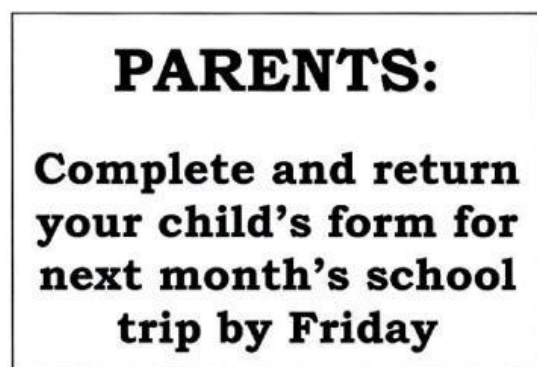 PARENTS:
Complete and return
your child's form for
next month's school
trip by Friday